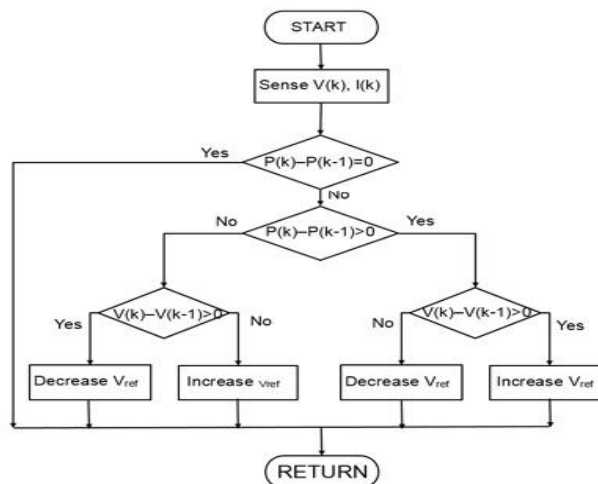 START
Sense V(k), I(k)
Yes
P(k)–P(k-1)=0
No
No
P(k)–P(k-1)>0
Yes
Yes
V(k)–V(k-1)>0
No
No
V(k)–V(k-1)>0
Yes
Decrease Vref
Increase Vref
Decrease Vref
Increase Vref
RETURN